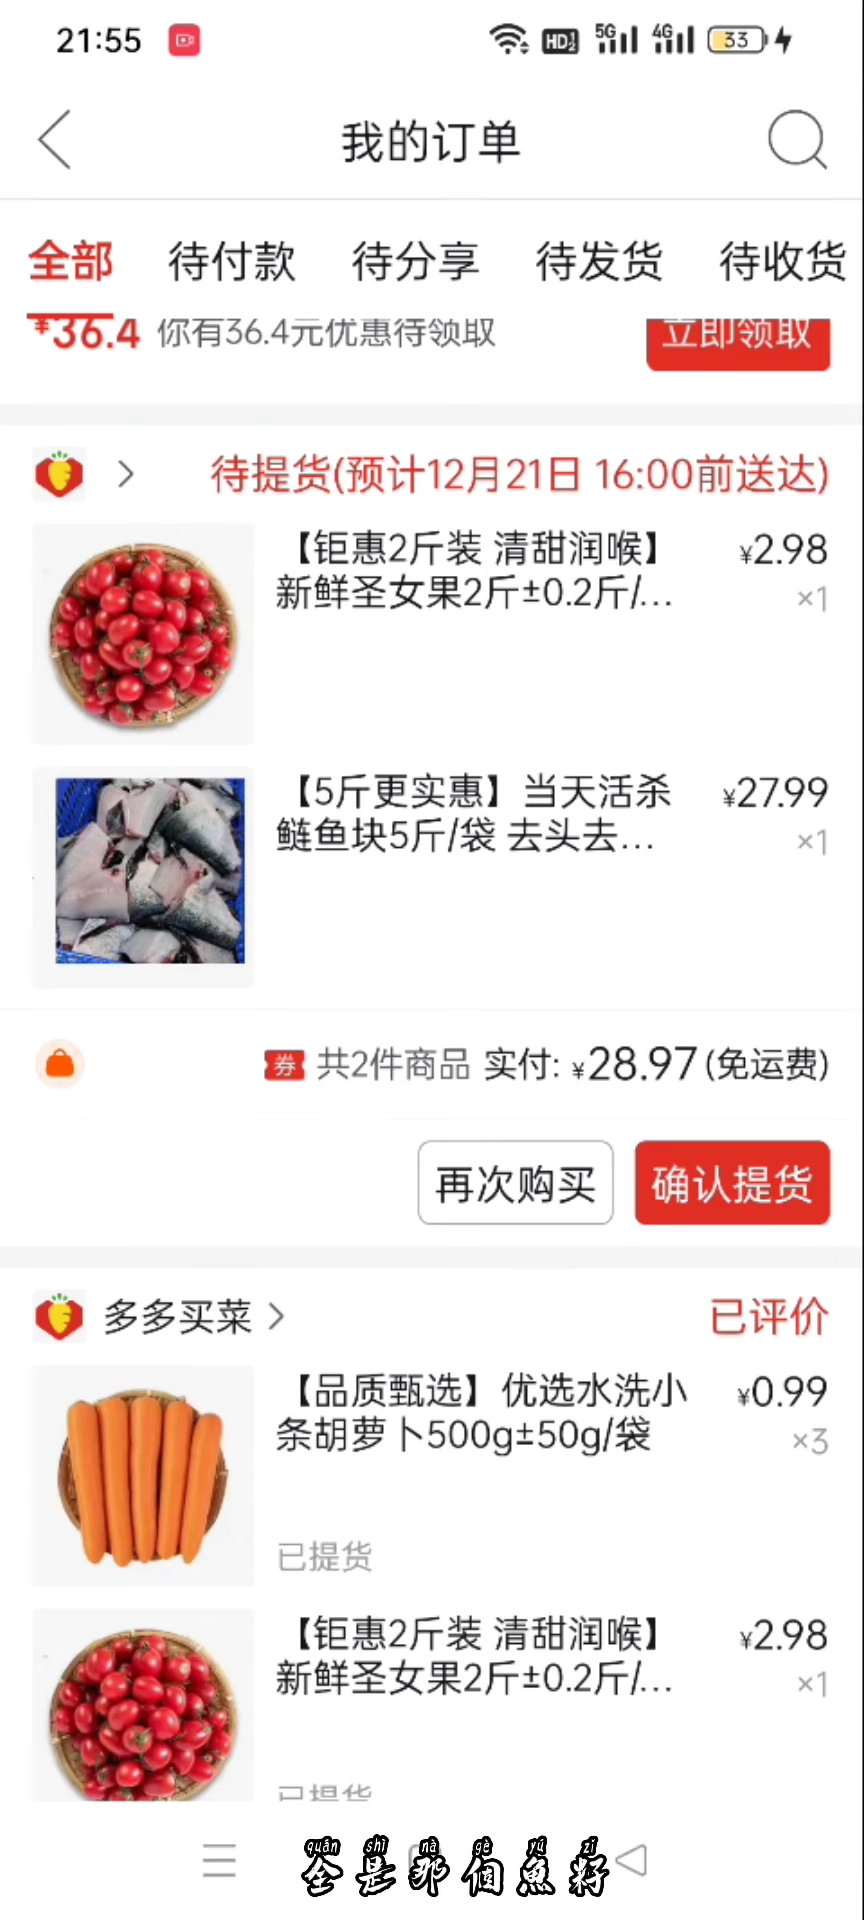 21:55
HD 5G 4G 33
我的订单
全部 待付款 待分享 待发货 待收货
¥36.4 你有36.4元优惠待领取 立即领取
待提货(预计12月21日 16:00前送达)
【钜惠2斤装 清甜润喉】 ¥2.98
新鲜圣女果2斤±0.2斤/... ×1
【5斤更实惠】当天活杀 ¥27.99
鲢鱼块5斤/袋 去头去... ×1
券 共2件商品 实付: ¥28.97(免运费)
再次购买 确认提货
多多买菜 已评价
【品质甄选】优选水洗小 ¥0.99
条胡萝卜500g±50g/袋 ×3
已提货
【钜惠2斤装 清甜润喉】 ¥2.98
新鲜圣女果2斤±0.2斤/... ×1
已提货
quán shì nà gè yú zǐ
全是那個魚籽